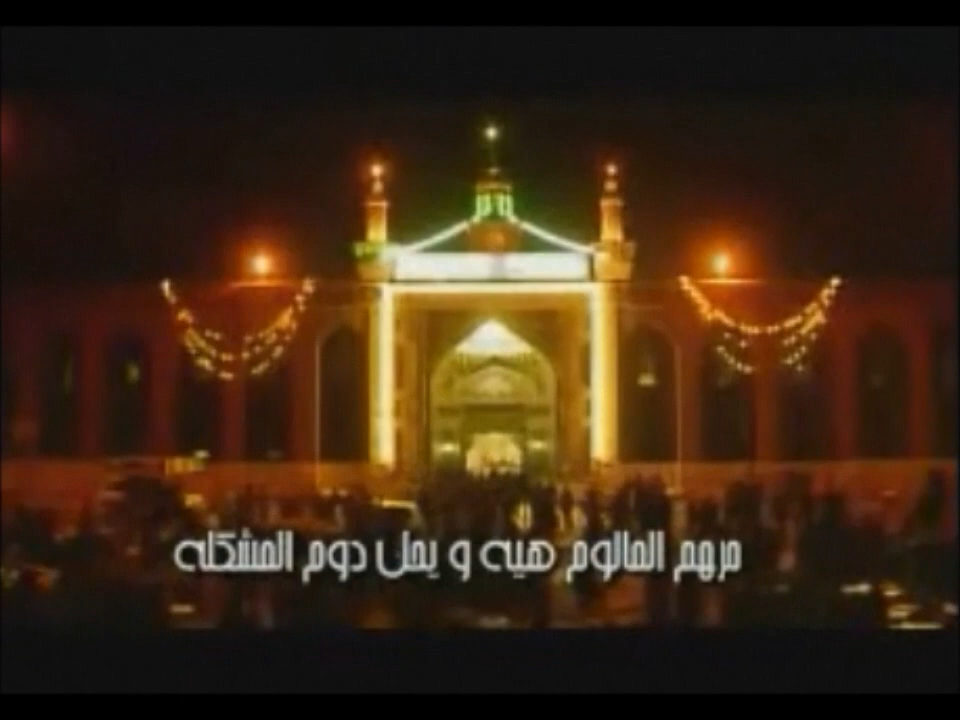 مرهم المالوم هيه و يحل دوم المشكله